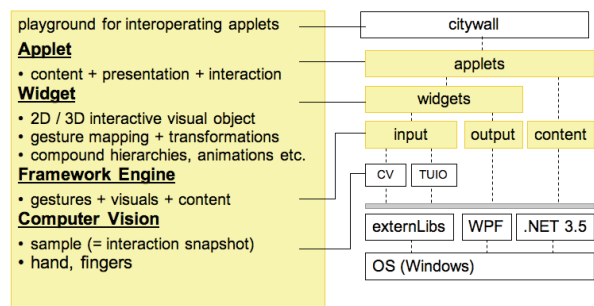 playground for interoperating applets
Applet
• content + presentation + interaction
Widget
• 2D / 3D interactive visual object
• gesture mapping + transformations
• compound hierarchies, animations etc.
Framework Engine
• gestures + visuals + content
Computer Vision
• sample (= interaction snapshot)
• hand, fingers
citywall
applets
widgets
input output content
CV TUIO
externLibs WPF .NET 3.5
OS (Windows)